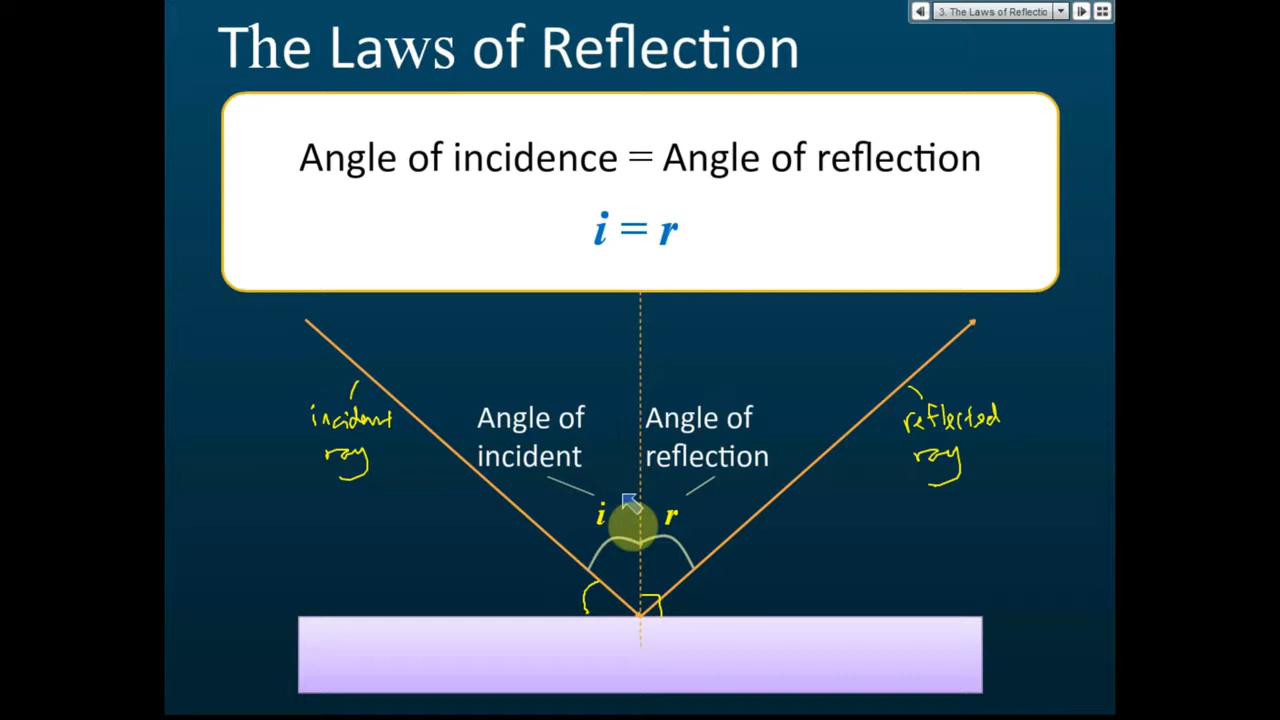 3. The Laws of Reflectio
The Laws of Reflection
Angle of incidence = Angle of reflection
i = r
incident
ray
Angle of
incident
Angle of
reflection
reflected
ray
i
r